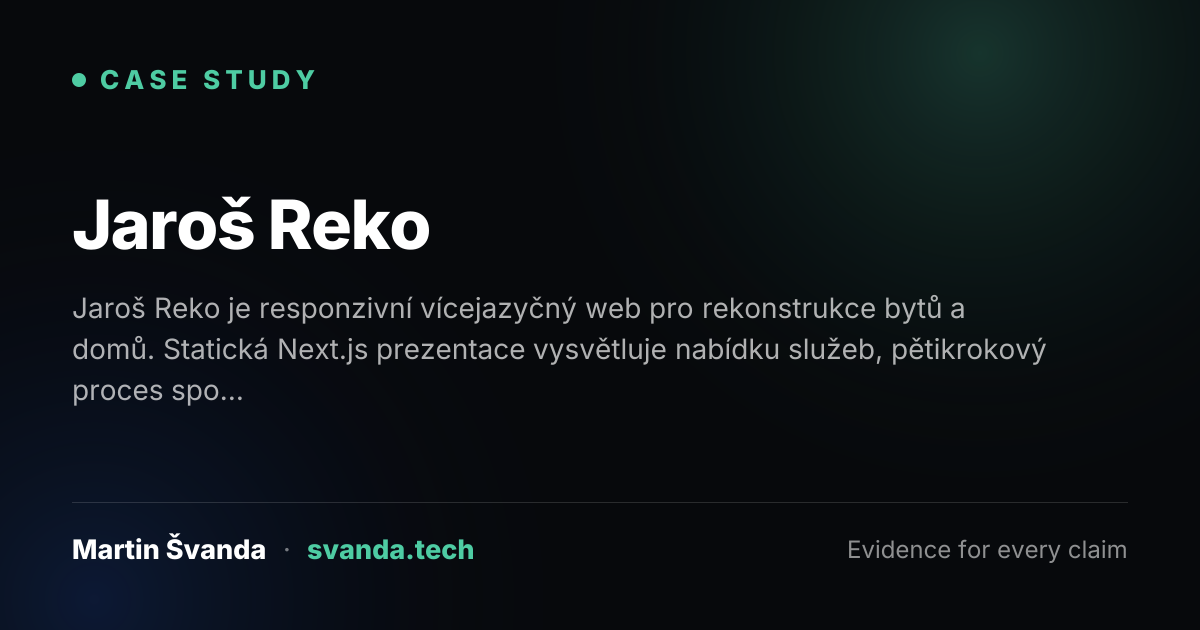 CASE STUDY
Jaroš Reko
Jaroš Reko je responzivní vícejazyčný web pro rekonstrukce bytů a
domů. Statická Next.js prezentace vysvětluje nabídku služeb, pětikrokový
proces spo...
Martin Švanda · svanda.tech
Evidence for every claim